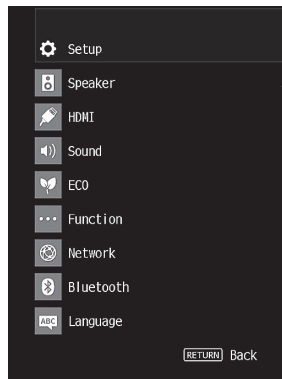 Setup
Speaker
HDMI
Sound
ECO
Function
Network
Bluetooth
ABC Language
RETURN Back